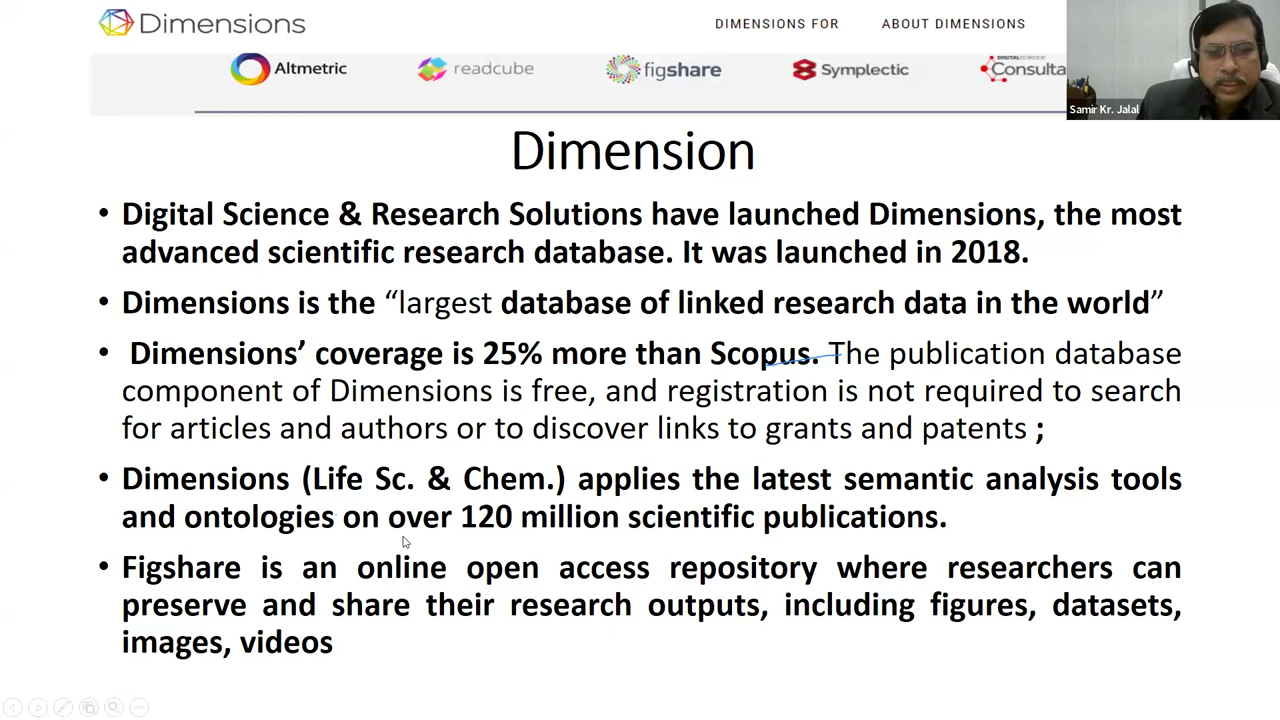 Dimensions
DIMENSIONS FOR
ABOUT DIMENSIONS
Altmetric
readcube
figshare
Symplectic
DIGITAL SCIENCE
Consulta
Samir Kr. Jalal
Dimension
• Digital Science & Research Solutions have launched Dimensions, the most
advanced scientific research database. It was launched in 2018.
• Dimensions is the “largest database of linked research data in the world”
• Dimensions’ coverage is 25% more than Scopus. The publication database
component of Dimensions is free, and registration is not required to search
for articles and authors or to discover links to grants and patents ;
• Dimensions (Life Sc. & Chem.) applies the latest semantic analysis tools
and ontologies on over 120 million scientific publications.
• Figshare is an online open access repository where researchers can
preserve and share their research outputs, including figures, datasets,
images, videos